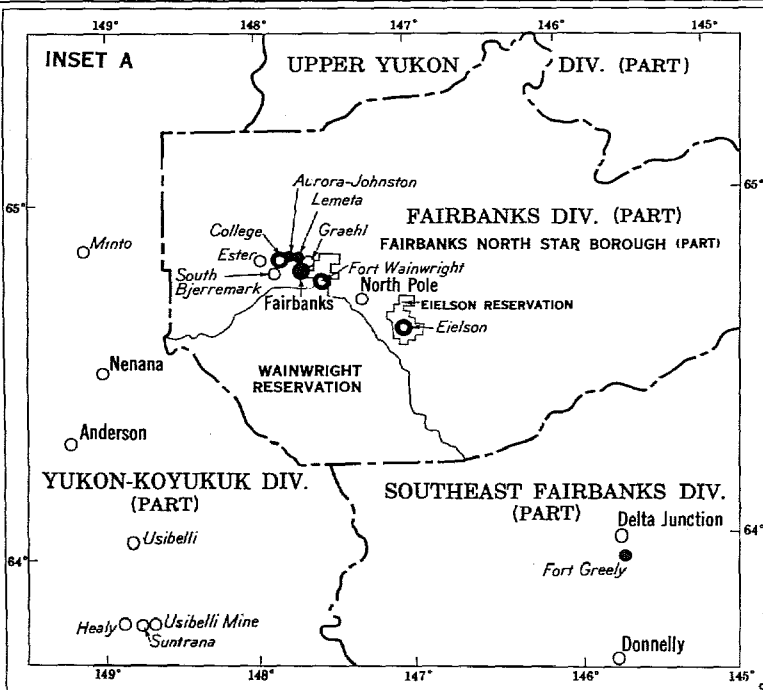 149° 148° 147° 146° 145°
INSET A
UPPER YUKON DIV. (PART)
65° 65°
Aurora-Johnston
Lemeta
College
Graehl
FAIRBANKS DIV. (PART)
FAIRBANKS NORTH STAR BOROUGH (PART)
Minto
Ester
Fort Wainwright
South
Bjerremark
Fairbanks
North Pole
EIELSON RESERVATION
Eielson
WAINWRIGHT
RESERVATION
Nenana
Anderson
YUKON-KOYUKUK DIV.
(PART)
SOUTHEAST FAIRBANKS DIV.
(PART)
Delta Junction
Usibelli
64° 64°
Fort Greely
Healy
Usibelli Mine
Suntrana
Donnelly
149° 148° 147° 146° 145°